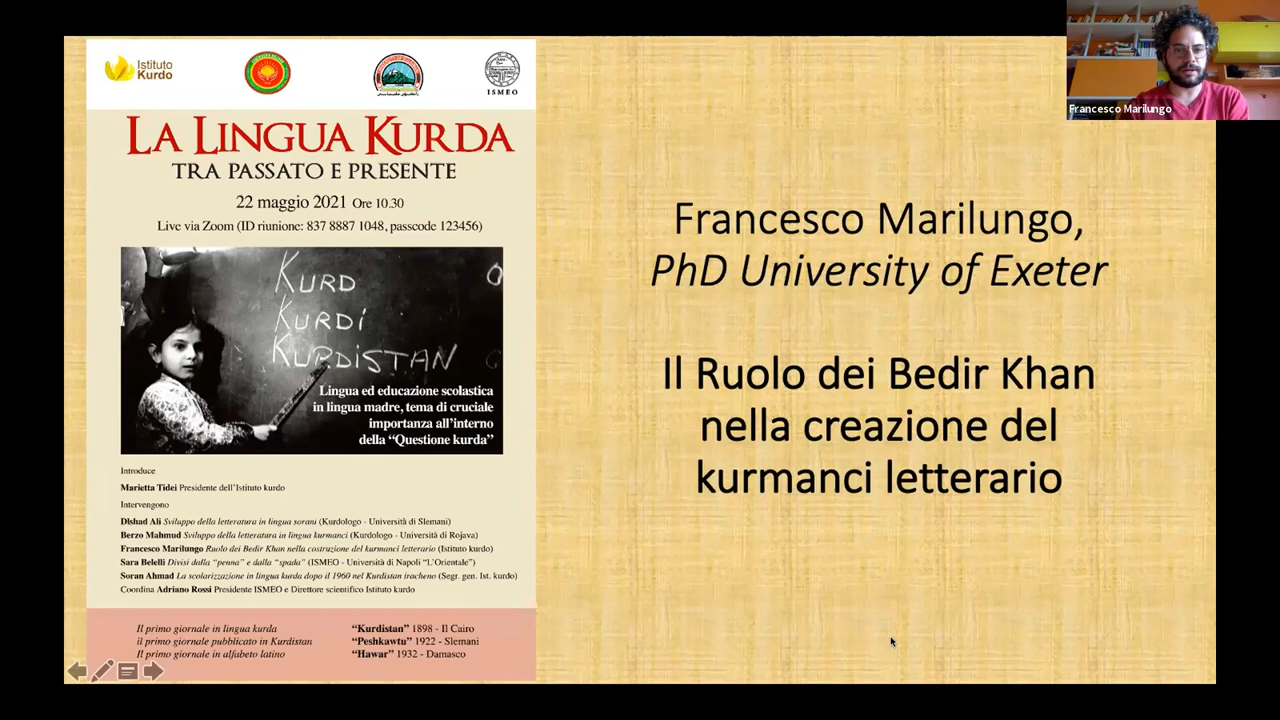 Istituto
Kurdo
ISMEO
LA LINGUA KURDA
TRA PASSATO E PRESENTE
22 maggio 2021 Ore 10.30
Live via Zoom (ID riunione: 837 8887 1048, passcode 123456)
KURD
KURDÎ
KURDISTAN
Lingua ed educazione scolastica
in lingua madre, tema di cruciale
importanza all'interno
della “Questione kurda”
Introduce
Marietta Tidei Presidente dell'Istituto kurdo
Intervengono
Dlshad Ali Sviluppo della letteratura in lingua sorani (Kurdologo - Università di Slemani)
Berzo Mahmud Sviluppo della letteratura in lingua kurmanci (Kurdologo - Università di Rojava)
Francesco Marilungo Ruolo dei Bedir Khan nella costruzione del kurmanci letterario (Istituto kurdo)
Sara Belelli Divisi dalla “penna” e dalla “spada” (ISMEO - Università di Napoli “L'Orientale”)
Soran Ahmad La scolarizzazione in lingua kurda dopo il 1960 nel Kurdistan iracheno (Segr. gen. Ist. kurdo)
Coordina Adriano Rossi Presidente ISMEO e Direttore scientifico Istituto kurdo
Il primo giornale in lingua kurda “Kurdistan” 1898 - Il Cairo
il primo giornale pubblicato in Kurdistan “Peshkawtu” 1922 - Slemani
Il primo giornale in alfabeto latino “Hawar” 1932 - Damasco
Francesco Marilungo,
PhD University of Exeter
Il Ruolo dei Bedir Khan
nella creazione del
kurmanci letterario
Francesco Marilungo